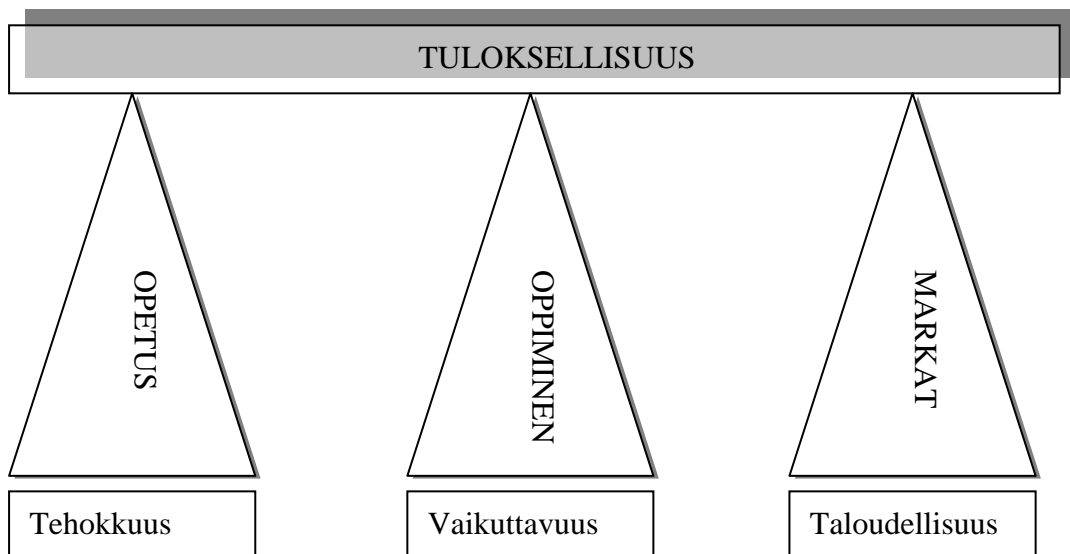 TULOKSELLISUUS
OPETUS
OPPIMINEN
MARKAT
Tehokkuus
Vaikuttavuus
Taloudellisuus